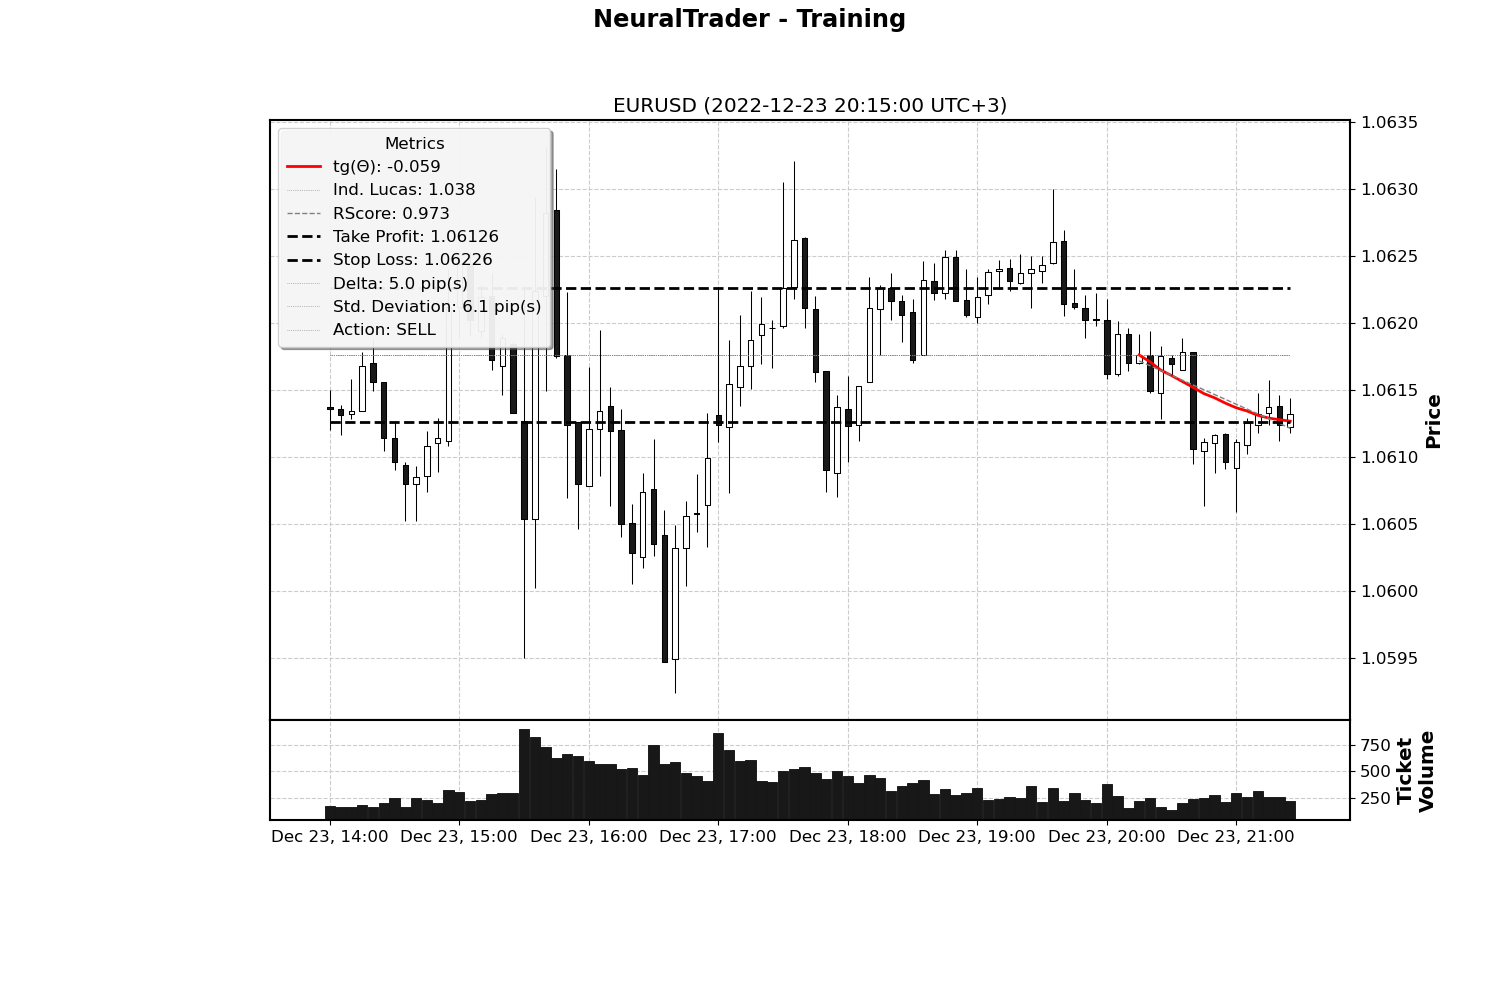 NeuralTrader - Training
EURUSD (2022-12-23 20:15:00 UTC+3)
Metrics
tg(Θ): -0.059
Ind. Lucas: 1.038
RScore: 0.973
Take Profit: 1.06126
Stop Loss: 1.06226
Delta: 5.0 pip(s)
Std. Deviation: 6.1 pip(s)
Action: SELL
1.0635
1.0630
1.0625
1.0620
1.0615
1.0610
1.0605
1.0600
1.0595
Price
750
500
250
Ticket
Volume
Dec 23, 14:00 Dec 23, 15:00 Dec 23, 16:00 Dec 23, 17:00 Dec 23, 18:00 Dec 23, 19:00 Dec 23, 20:00 Dec 23, 21:00